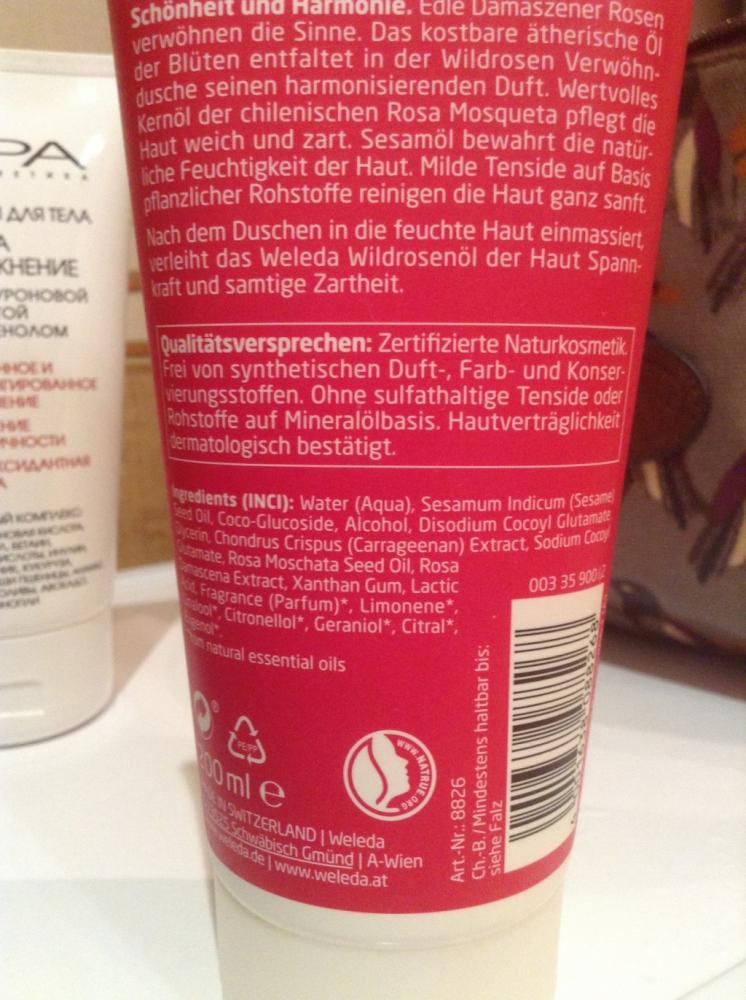 Schönheit und Harmonie. Edle Damaszener Rosen
verwöhnen die Sinne. Das kostbare ätherische Öl
der Blüten entfaltet in der Wildrosen Verwöhn-
dusche seinen harmonisierenden Duft. Wertvolles
Kernöl der chilenischen Rosa Mosqueta pflegt die
Haut weich und zart. Sesamöl bewahrt die natür-
liche Feuchtigkeit der Haut. Milde Tenside auf Basis
pflanzlicher Rohstoffe reinigen die Haut ganz sanft.
Nach dem Duschen in die feuchte Haut einmassiert,
verleiht das Weleda Wildrosenöl der Haut Spann-
kraft und samtige Zartheit.
Qualitätsversprechen: Zertifizierte Naturkosmetik.
Frei von synthetischen Duft-, Farb- und Konser-
vierungsstoffen. Ohne sulfathaltige Tenside oder
Rohstoffe auf Mineralölbasis. Hautverträglichkeit
dermatologisch bestätigt.
Ingredients (INCI): Water (Aqua), Sesamum Indicum (Sesame)
Seed Oil, Coco-Glucoside, Alcohol, Disodium Cocoyl Glutamate,
Glycerin, Chondrus Crispus (Carrageenan) Extract, Sodium Cocoyl
Glutamate, Rosa Moschata Seed Oil, Rosa
Damascena Extract, Xanthan Gum, Lactic
Acid, Fragrance (Parfum)*, Limonene*,
Linalool*, Citronellol*, Geraniol*, Citral*,
Eugenol*.
natural essential oils
003 35 900
PE/PP
WWW.NATRUE.ORG
200 ml e
IN SWITZERLAND | Weleda
Schwäbisch Gmünd | A-Wien
weleda.de | www.weleda.at
Art.-Nr.: 8826
Ch.-B. / Mindestens haltbar bis:
siehe Falz
ДЛЯ ТЕЛА